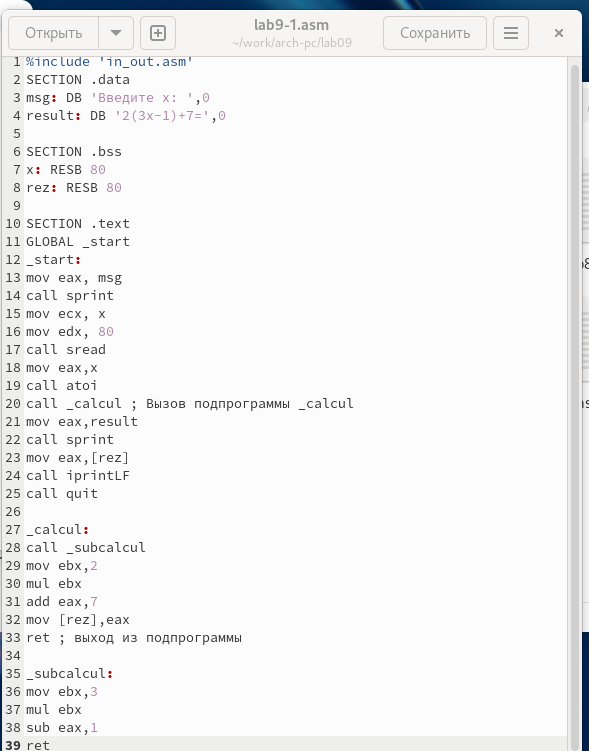 Открыть
lab9-1.asm
~/work/arch-pc/lab09
Сохранить
1 %include 'in_out.asm'
2 SECTION .data
3 msg: DB 'Введите x: ',0
4 result: DB '2(3x-1)+7=',0
5
6 SECTION .bss
7 x: RESB 80
8 rez: RESB 80
9
10 SECTION .text
11 GLOBAL _start
12 _start:
13 mov eax, msg
14 call sprint
15 mov ecx, x
16 mov edx, 80
17 call sread
18 mov eax,x
19 call atoi
20 call _calcul ; Вызов подпрограммы _calcul
21 mov eax,result
22 call sprint
23 mov eax,[rez]
24 call iprintLF
25 call quit
26
27 _calcul:
28 call _subcalcul
29 mov ebx,2
30 mul ebx
31 add eax,7
32 mov [rez],eax
33 ret ; выход из подпрограммы
34
35 _subcalcul:
36 mov ebx,3
37 mul ebx
38 sub eax,1
39 ret